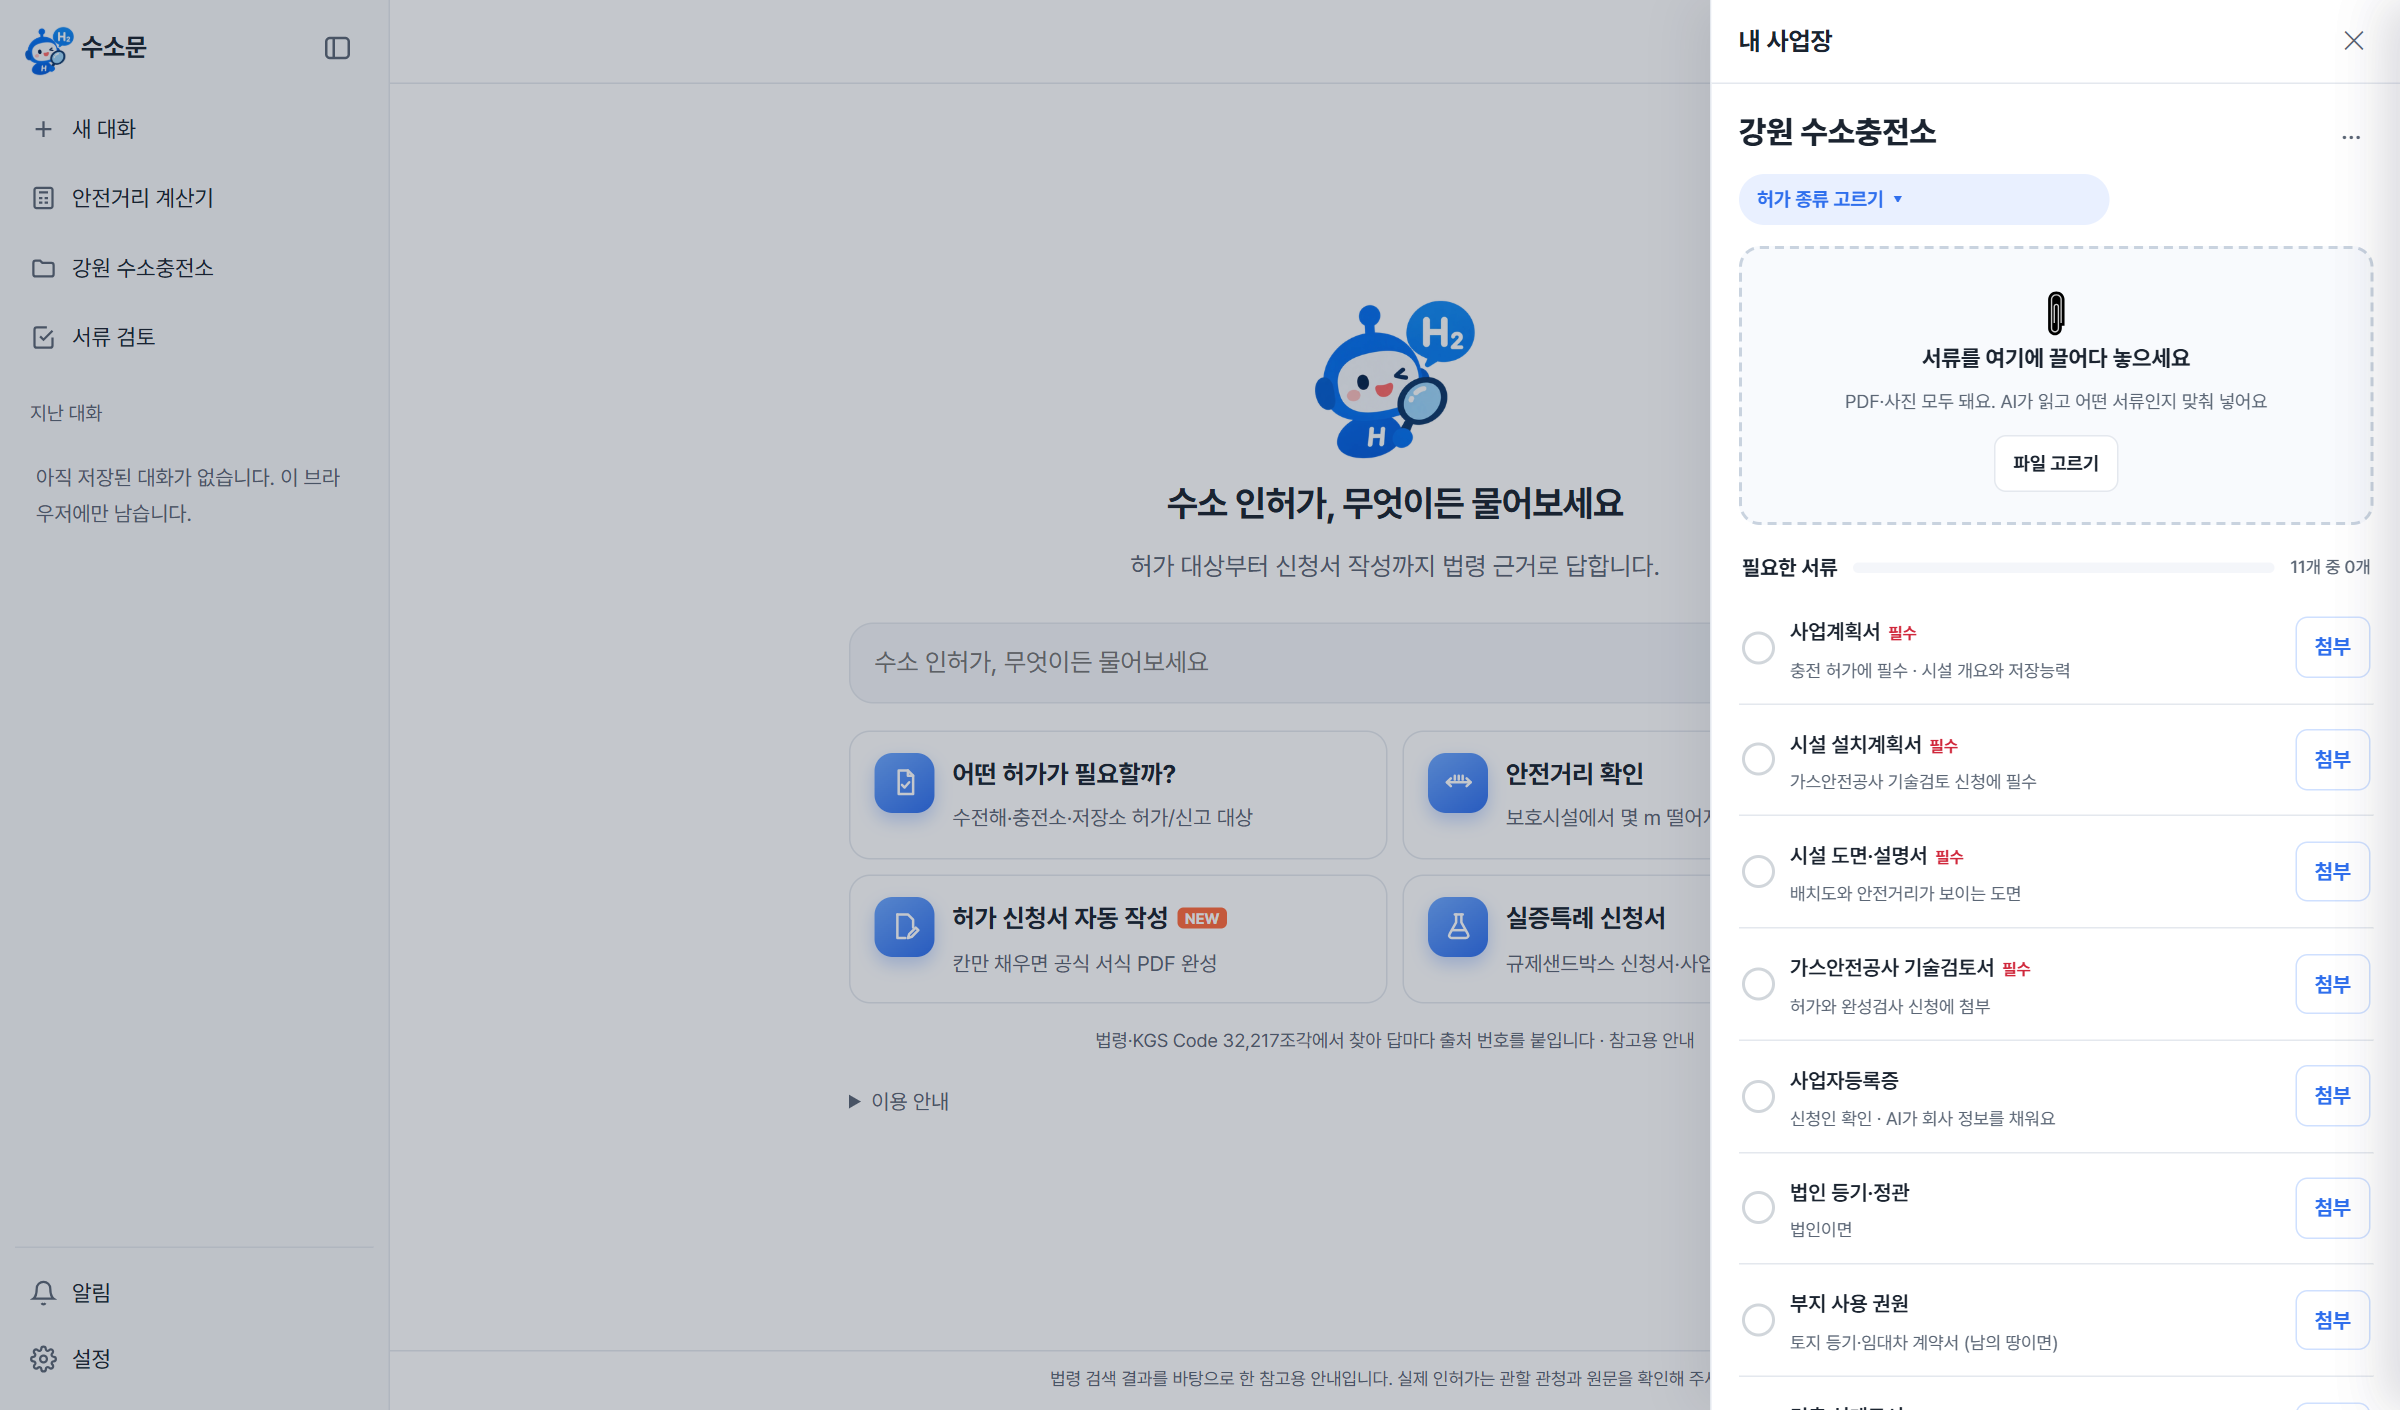 수소문
새 대화
안전거리 계산기
강원 수소충전소
서류 검토
지난 대화
아직 저장된 대화가 없습니다. 이 브라
우저에만 남습니다.
알림
설정
H2
H
수소 인허가, 무엇이든 물어보세요
허가 대상부터 신청서 작성까지 법령 근거로 답합니다.
수소 인허가, 무엇이든 물어보세요
어떤 허가가 필요할까?
수전해·충전소·저장소 허가/신고 대상
안전거리 확인
보호시설에서 몇 m 떨어져
허가 신청서 자동 작성 NEW
칸만 채우면 공식 서식 PDF 완성
실증특례 신청서
규제샌드박스 신청서·사업
법령·KGS Code 32,217조각에서 찾아 답마다 출처 번호를 붙입니다 · 참고용 안내
▶ 이용 안내
법령 검색 결과를 바탕으로 한 참고용 안내입니다. 실제 인허가는 관할 관청과 원문을 확인해 주
내 사업장
강원 수소충전소
허가 종류 고르기 ▼
서류를 여기에 끌어다 놓으세요
PDF·사진 모두 돼요. AI가 읽고 어떤 서류인지 맞춰 넣어요
파일 고르기
필요한 서류
11개 중 0개
사업계획서 필수
충전 허가에 필수 · 시설 개요와 저장능력
첨부
시설 설치계획서 필수
가스안전공사 기술검토 신청에 필수
첨부
시설 도면·설명서 필수
배치도와 안전거리가 보이는 도면
첨부
가스안전공사 기술검토서 필수
허가와 완성검사 신청에 첨부
첨부
사업자등록증
신청인 확인 · AI가 회사 정보를 채워요
첨부
법인 등기·정관
법인이면
첨부
부지 사용 권원
토지 등기·임대차 계약서 (남의 땅이면)
첨부